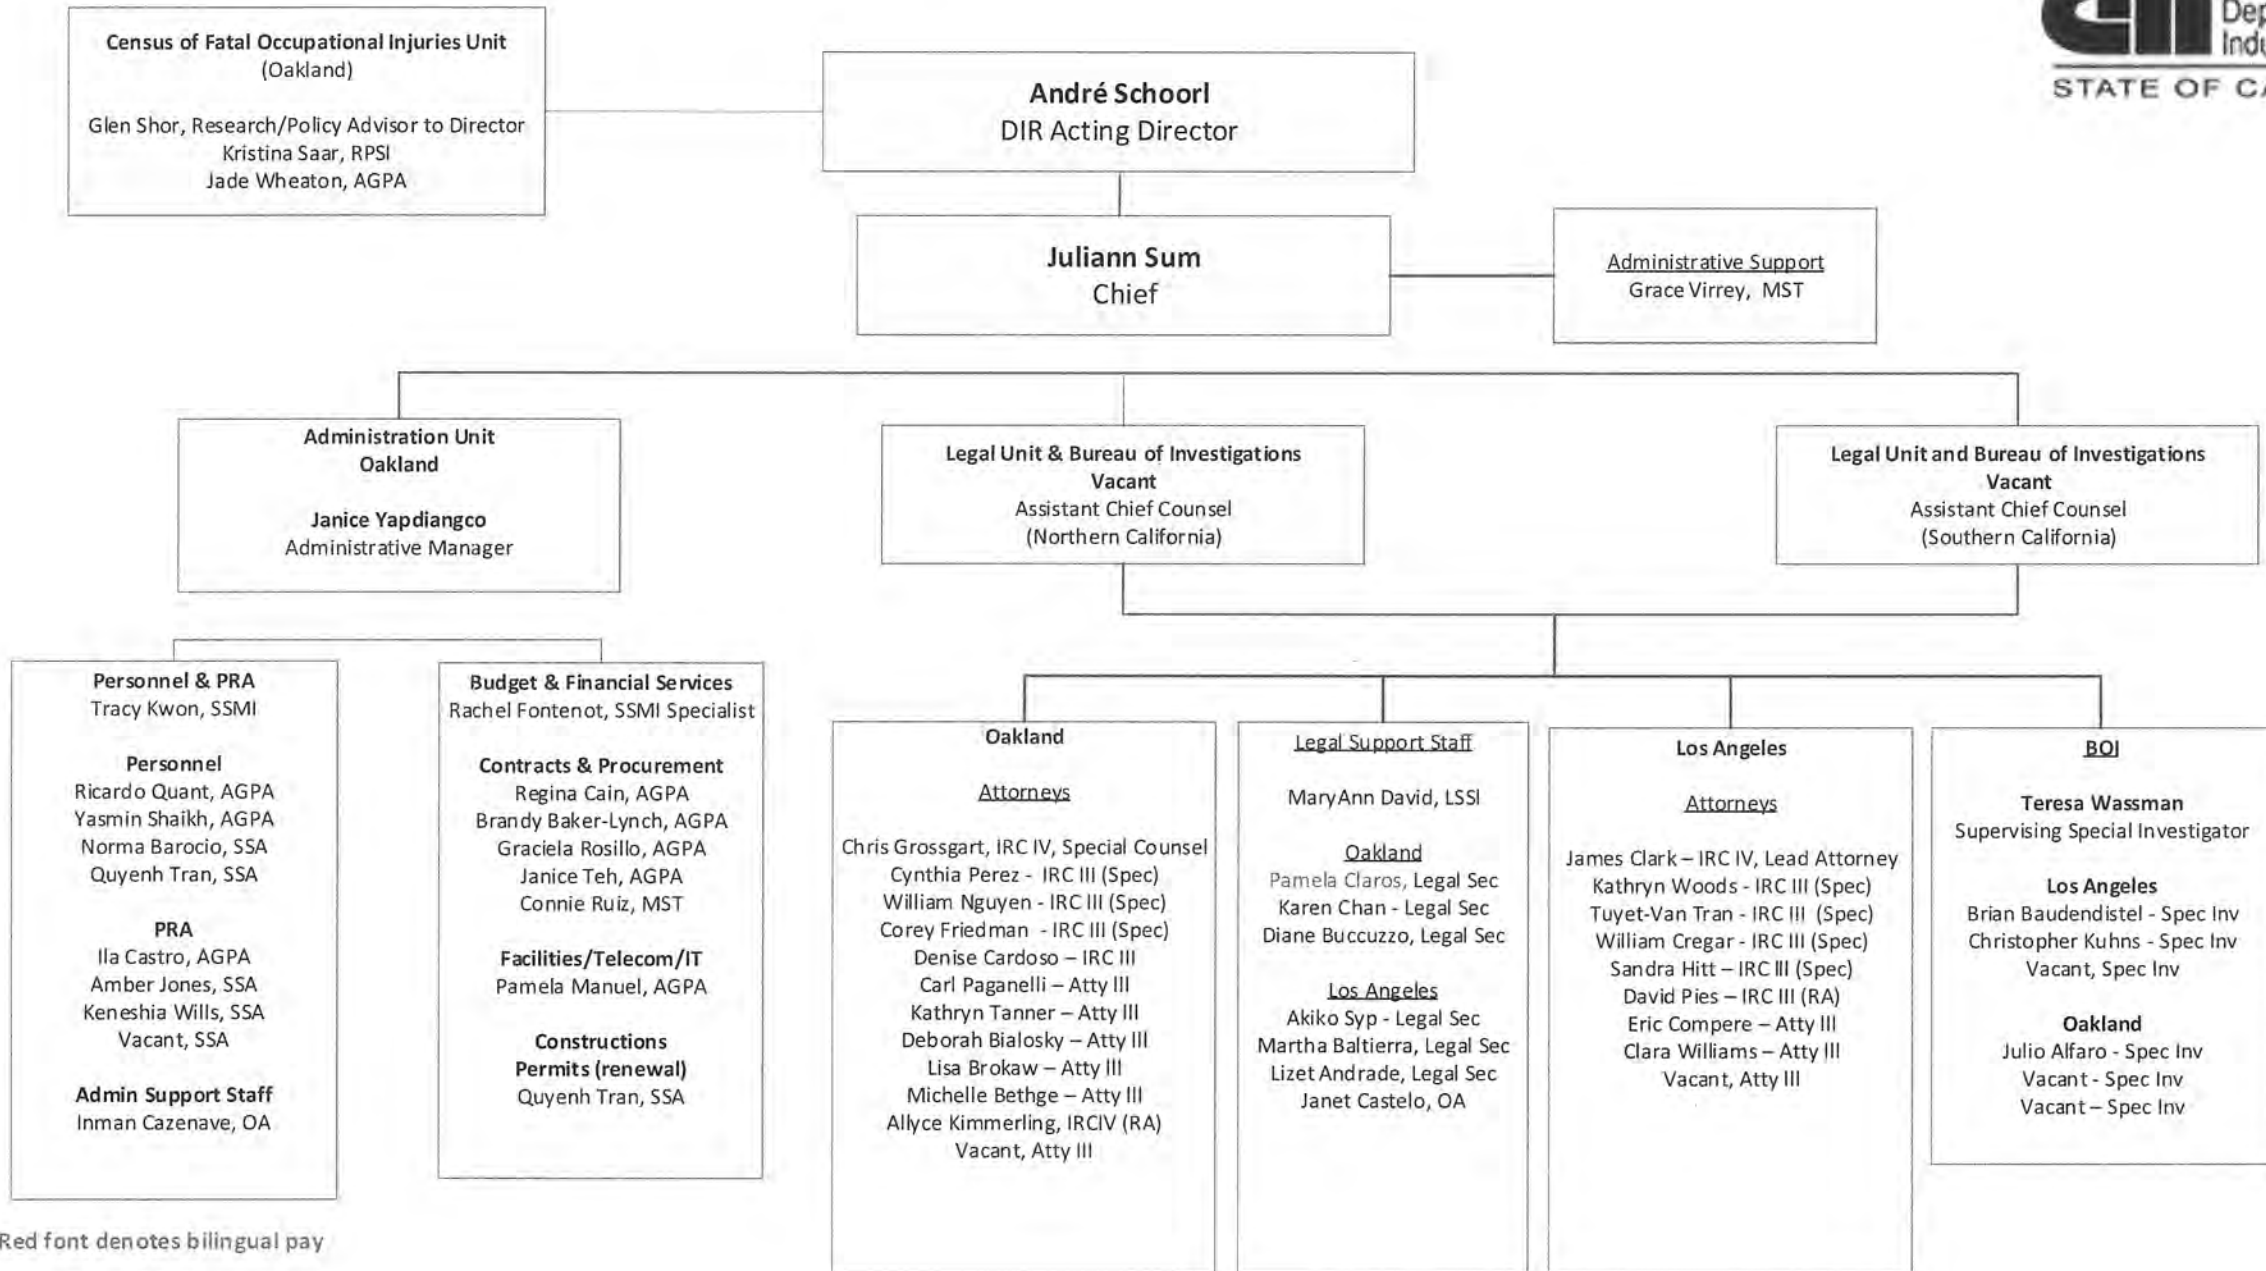 Census of Fatal Occupational Injuries Unit
(Oakland)
Glen Shor, Research/Policy Advisor to Director
Kristina Saar, RPSI
Jade Wheaton, AGPA
André Schoorl
DIR Acting Director
STATE OF
Juliann Sum
Chief
Administrative Support
Grace Virrey, MST
Administration Unit
Oakland
Janice Yapdiangco
Administrative Manager
Legal Unit & Bureau of Investigations
Vacant
Assistant Chief Counsel
(Northern California)
Legal Unit and Bureau of Investigations
Vacant
Assistant Chief Counsel
(Southern California)
Personnel & PRA
Tracy Kwon, SSMI
Personnel
Ricardo Quant, AGPA
Yasmin Shaikh, AGPA
Norma Barocio, SSA
Quyenh Tran, SSA
PRA
Ila Castro, AGPA
Amber Jones, SSA
Keneshia Wills, SSA
Vacant, SSA
Admin Support Staff
Inman Cazenave, OA
Budget & Financial Services
Rachel Fontenot, SSMI Specialist
Contracts & Procurement
Regina Cain, AGPA
Brandy Baker-Lynch, AGPA
Graciela Rosillo, AGPA
Janice Teh, AGPA
Connie Ruiz, MST
Facilities/Telecom/IT
Pamela Manuel, AGPA
Constructions
Permits (renewal)
Quyenh Tran, SSA
Oakland
Attorneys
Chris Grossgart, IRC IV, Special Counsel
Cynthia Perez - IRC III (Spec)
William Nguyen - IRC III (Spec)
Corey Friedman - IRC III (Spec)
Denise Cardoso – IRC III
Carl Paganelli – Atty III
Kathryn Tanner – Atty III
Deborah Bialosky – Atty III
Lisa Brokaw – Atty III
Michelle Bethge – Atty III
Allyce Kimmerling, IRCIV (RA)
Vacant, Atty III
Legal Support Staff
MaryAnn David, LSSI
Oakland
Pamela Claros, Legal Sec
Karen Chan - Legal Sec
Diane Buccuzzo, Legal Sec
Los Angeles
Akiko Syp - Legal Sec
Martha Baltierra, Legal Sec
Lizet Andrade, Legal Sec
Janet Castelo, OA
Los Angeles
Attorneys
James Clark – IRC IV, Lead Attorney
Kathryn Woods - IRC III (Spec)
Tuyet-Van Tran - IRC III (Spec)
William Cregar - IRC III (Spec)
Sandra Hitt – IRC III (Spec)
David Pies – IRC III (RA)
Eric Compere – Atty III
Clara Williams – Atty III
Vacant, Atty III
BOI
Teresa Wassman
Supervising Special Investigator
Los Angeles
Brian Baudendistel - Spec Inv
Christopher Kuhns - Spec Inv
Vacant, Spec Inv
Oakland
Julio Alfaro - Spec Inv
Vacant - Spec Inv
Vacant – Spec Inv
Red font denotes bilingual pay